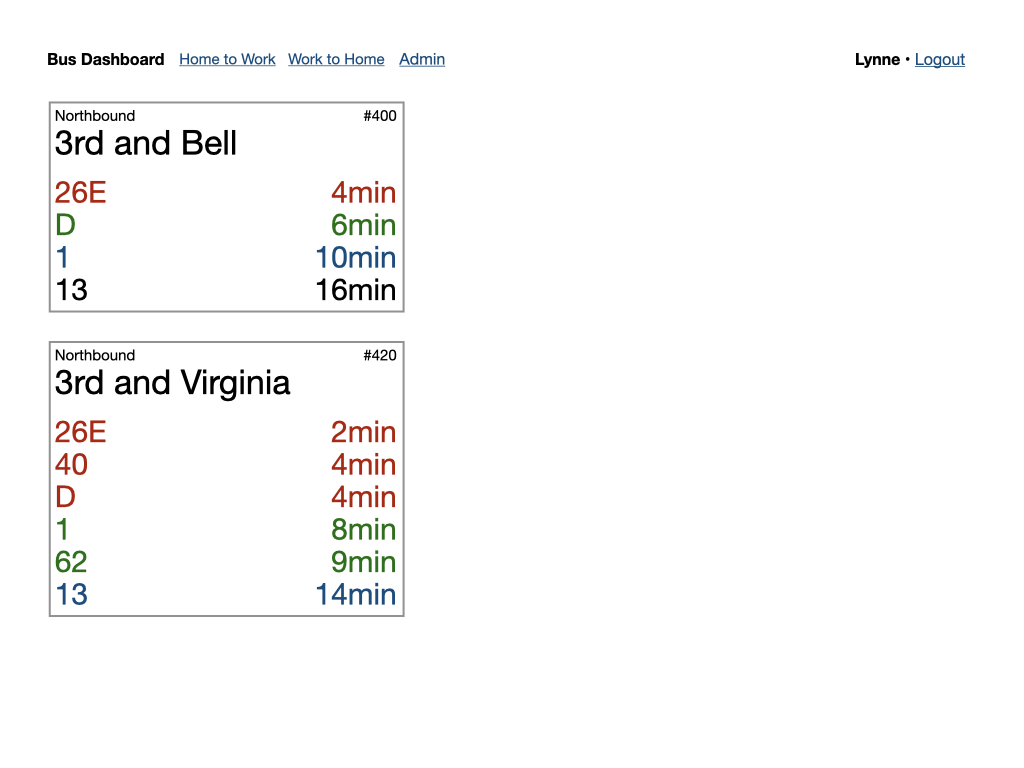 Bus Dashboard Home to Work Work to Home Admin Lynne • Logout
Northbound #400
3rd and Bell
26E 4min
D 6min
1 10min
13 16min
Northbound #420
3rd and Virginia
26E 2min
40 4min
D 4min
1 8min
62 9min
13 14min